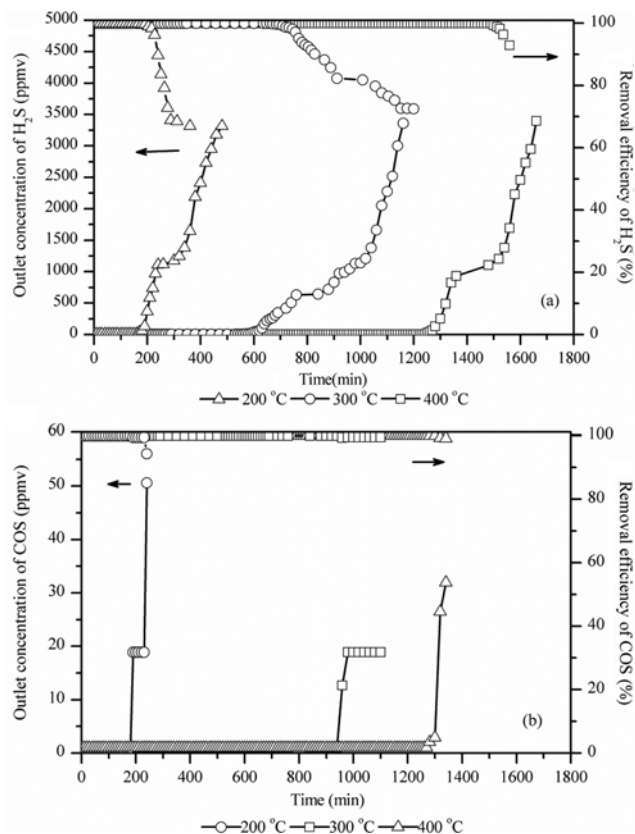 5000
4500
4000
3500
3000
2500
2000
1500
1000
500
0
Outlet concentration of H2S (ppmv)
100
80
60
40
20
0
Removal efficiency of H2S (%)
(a)
0 200 400 600 800 1000 1200 1400 1600 1800
Time(min)
200 °C 300 °C 400 °C
60
50
40
30
20
10
0
Outlet concentration of COS (ppmv)
100
80
60
40
20
0
Removal efficiency of COS (%)
(b)
0 200 400 600 800 1000 1200 1400 1600 1800
Time (min)
200 °C 300 °C 400 °C